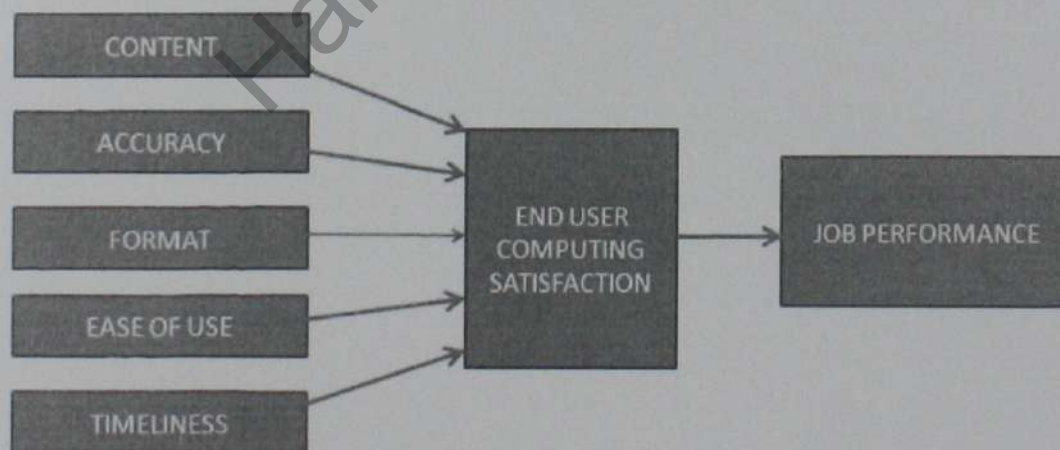 CONTENT
ACCURACY
FORMAT
EASE OF USE
TIMELINESS
END USER
COMPUTING
SATISFACTION
JOB PERFORMANCE